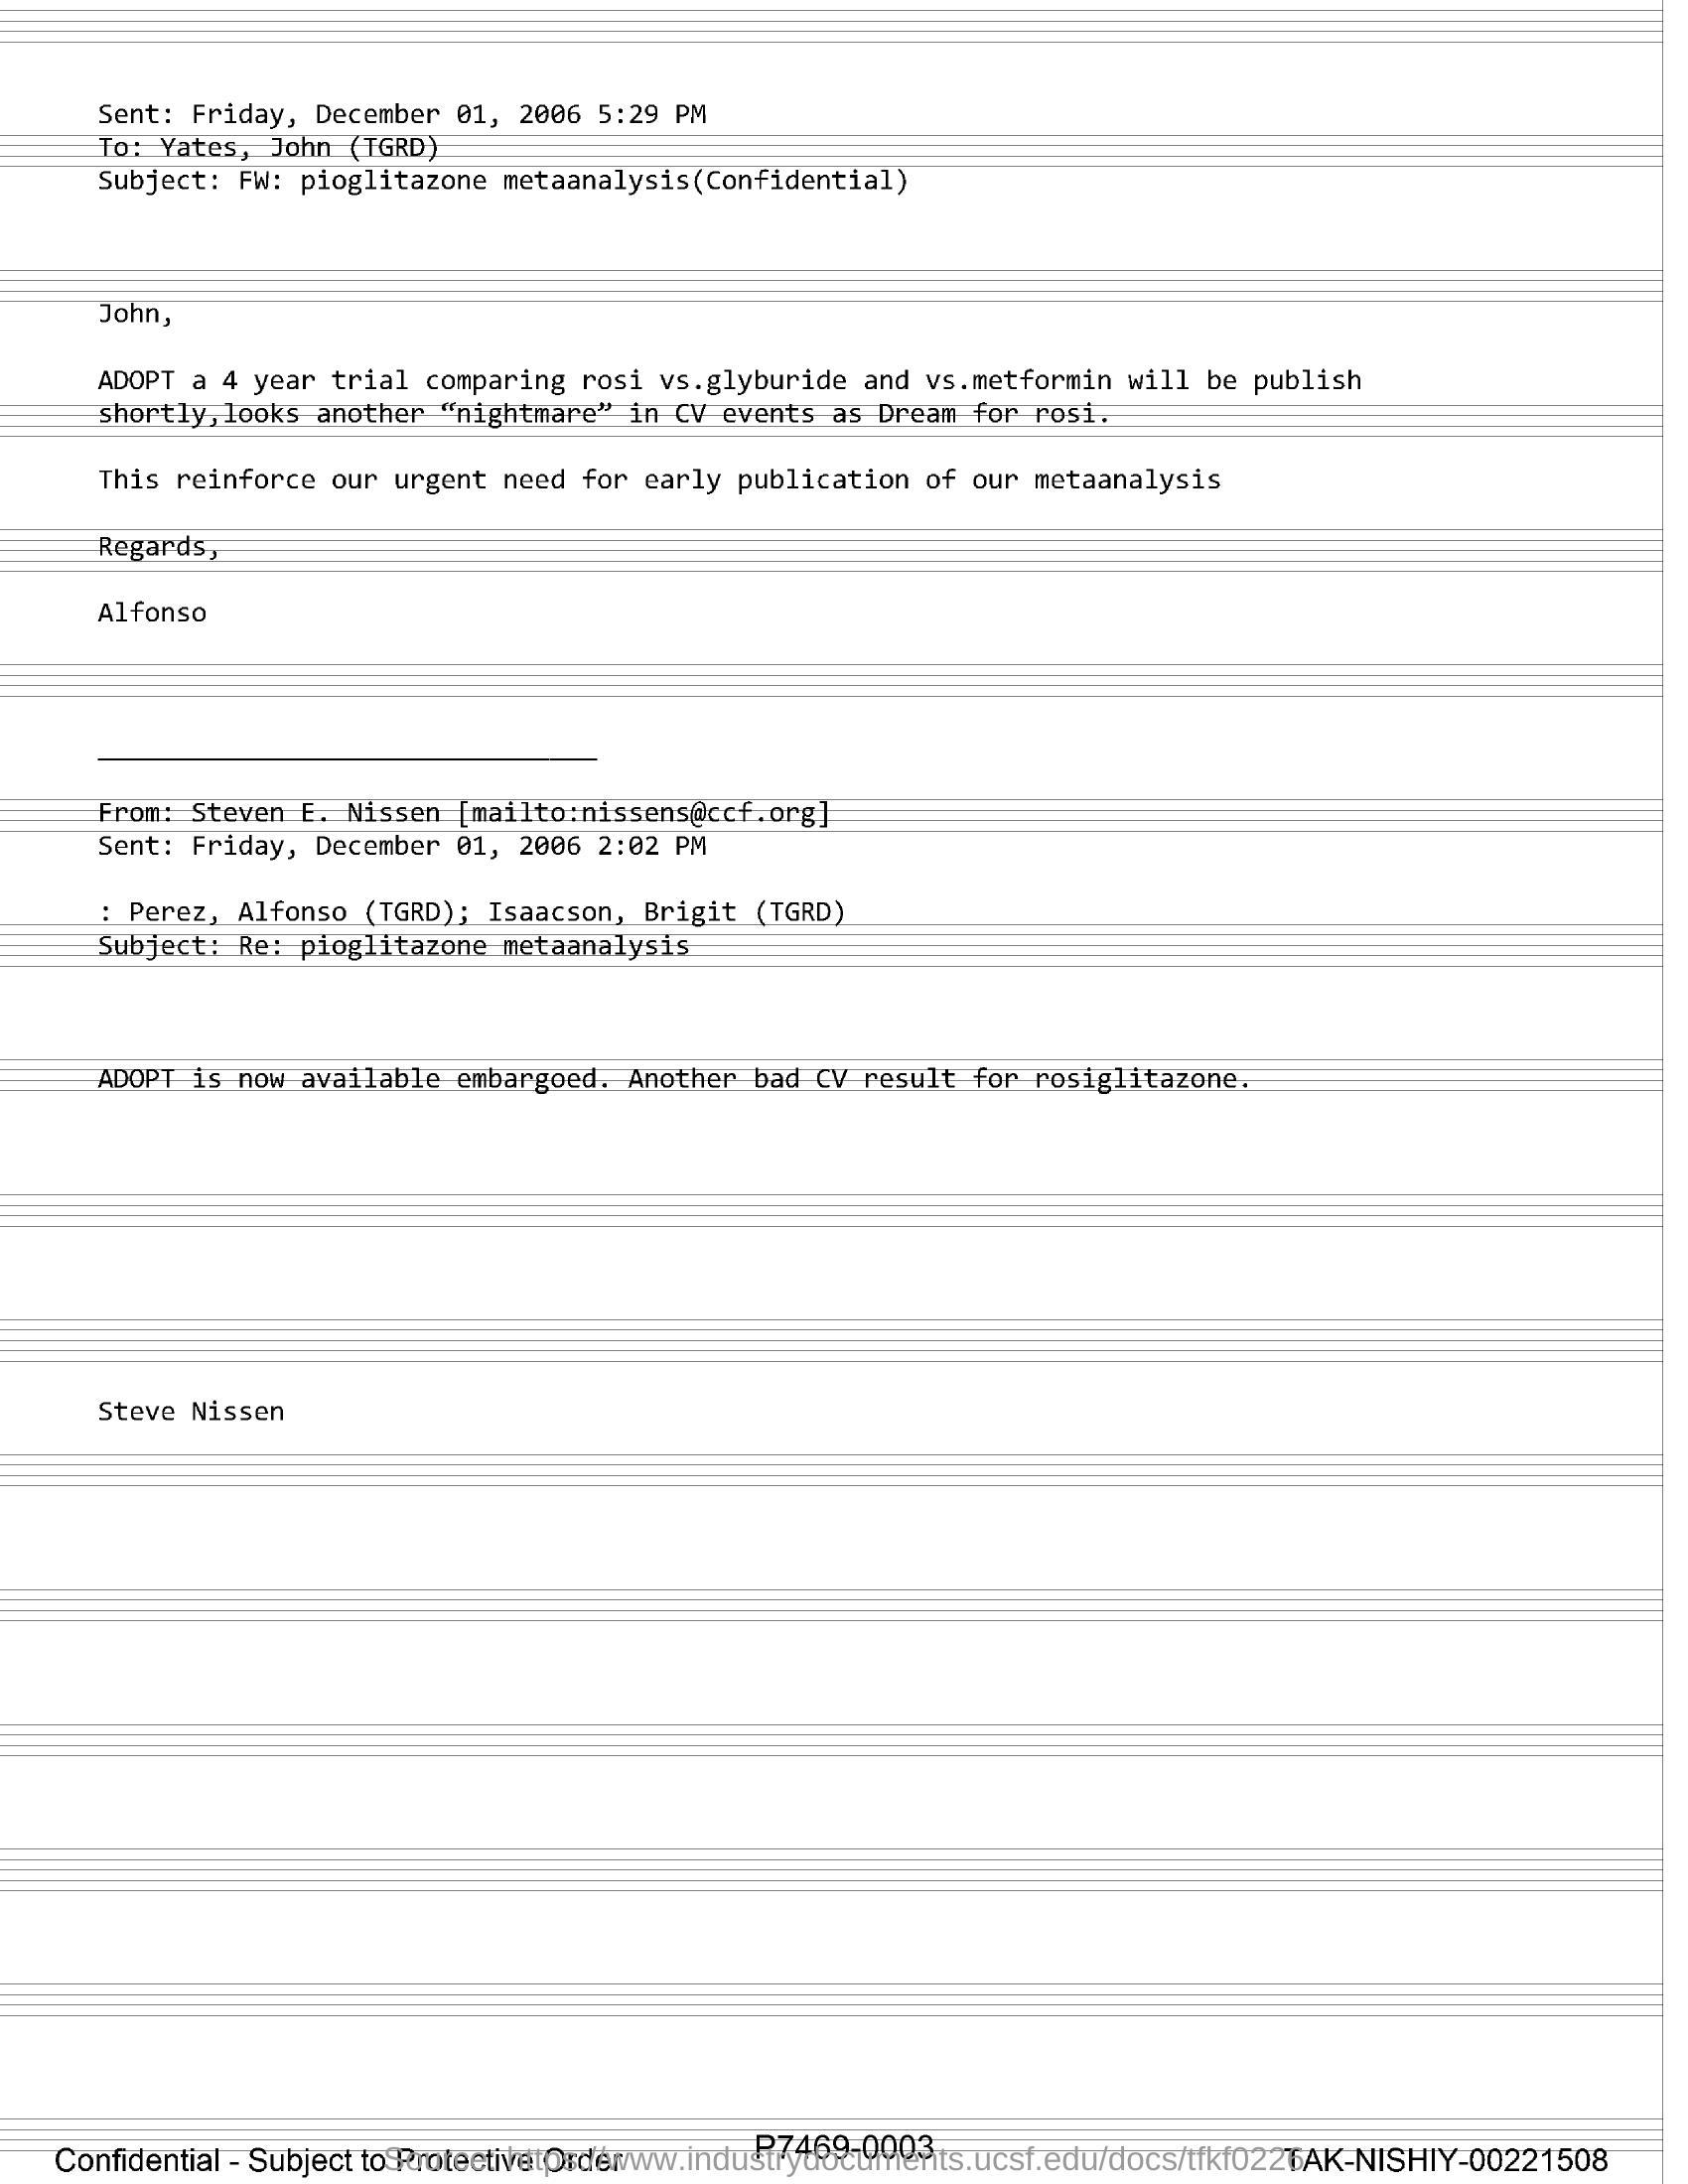 Sent: Friday, December 01, 2006 5:29 PM
To: Yates, John (TGRD)
Subject: FW: pioglitazone metaanalysis(Confidential)
John,
ADOPT a 4 year trial comparing rosi vs.glyburide and vs.metformin will be publish
shortly,looks another “nightmare” in CV events as Dream for rosi.
This reinforce our urgent need for early publication of our metaanalysis
Regards,
Alfonso
From: Steven E. Nissen [mailto:nissens@ccf.org]
Sent: Friday, December 01, 2006 2:02 PM
: Perez, Alfonso (TGRD); Isaacson, Brigit (TGRD)
Subject: Re: pioglitazone metaanalysis
ADOPT is now available embargoed. Another bad CV result for rosiglitazone.
Steve Nissen
P7469-0003
Confidential - Subject to Protective Order
Source: https://www.industrydocuments.ucsf.edu/docs/tfkf0226
TAK-NISHIY-00221508